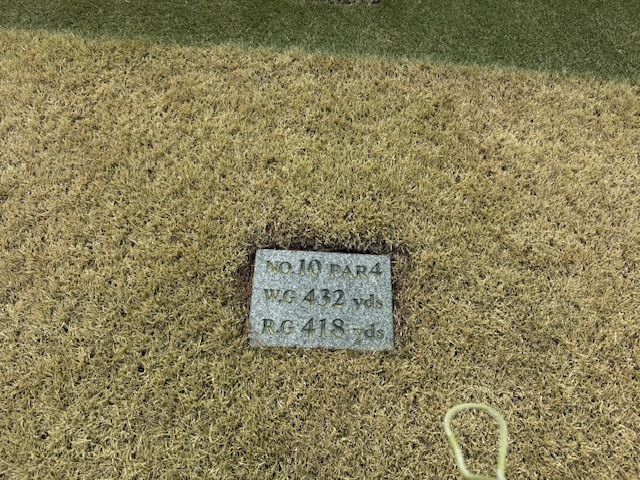 NO.10 PAR4
W.G 432 yds
R.G 418 yds